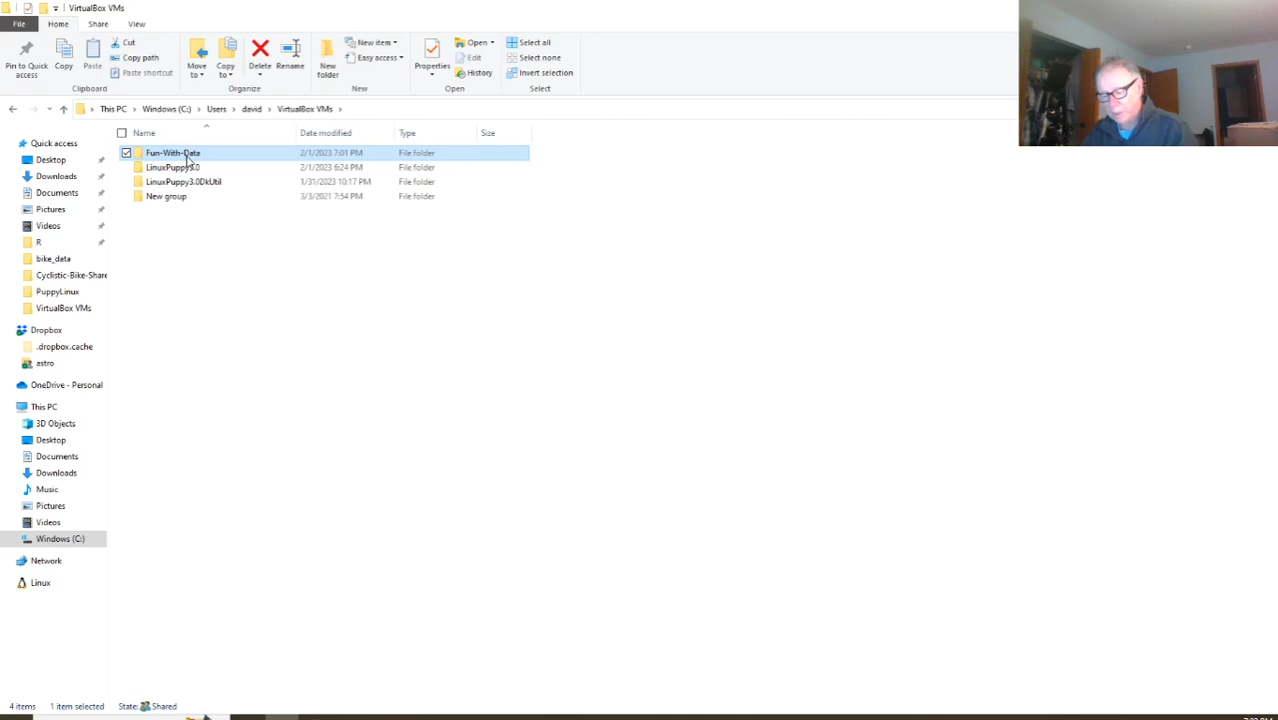 VirtualBox VMs
File Home Share View
Pin to Quick access
Copy
Paste
Cut
Copy path
Paste shortcut
Clipboard
Move to
Copy to
Delete
Rename
Organize
New folder
New item
Easy access
New
Properties
Open
Edit
History
Open
Select all
Select none
Invert selection
Select
This PC > Windows (C:) > Users > david > VirtualBox VMs >
Name Date modified Type Size
Fun-With-Data 2/1/2023 7:01 PM File folder
LinuxPuppy3.0 2/1/2023 6:24 PM File folder
LinuxPuppy3.0DkUtil 1/31/2023 10:17 PM File folder
New group 3/3/2021 7:54 PM File folder
Quick access
Desktop
Downloads
Documents
Pictures
Videos
R
bike_data
Cyclistic-Bike-Share
PuppyLinux
VirtualBox VMs
Dropbox
.dropbox.cache
astro
OneDrive - Personal
This PC
3D Objects
Desktop
Documents
Downloads
Music
Pictures
Videos
Windows (C:)
Network
Linux
4 items 1 item selected State: Shared